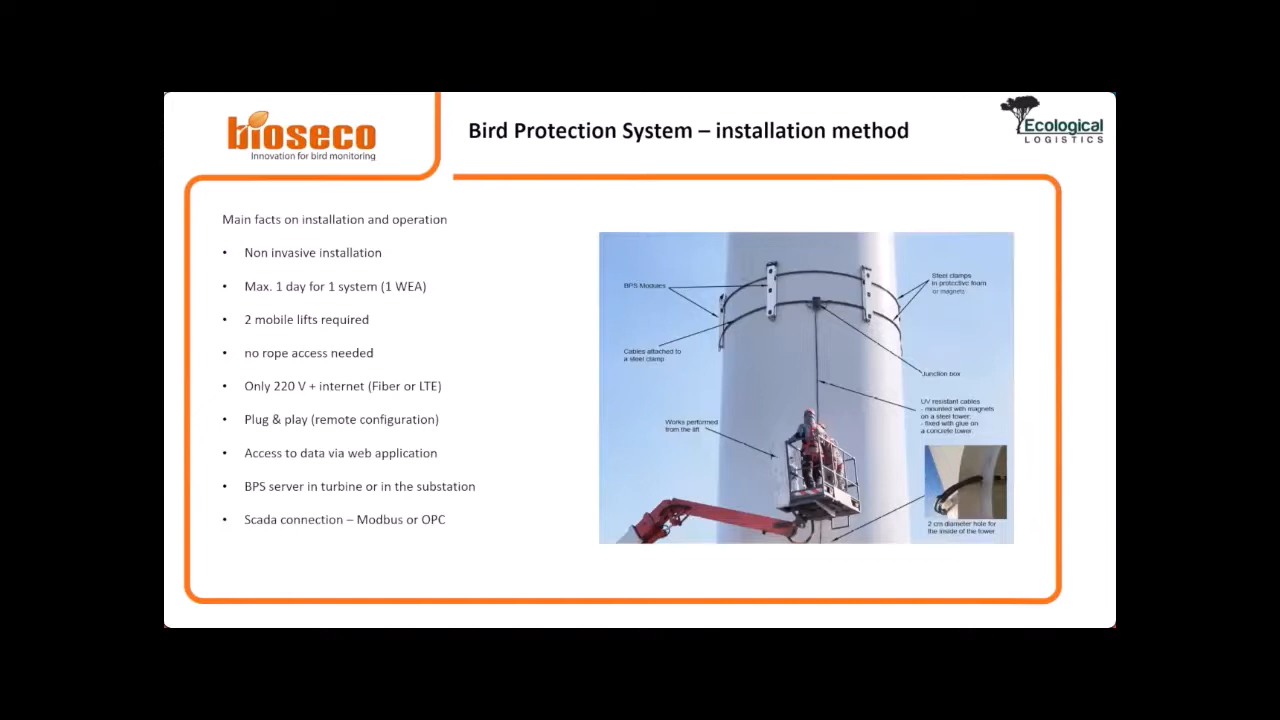 bioseco
Innovation for bird monitoring
Bird Protection System – installation method
Ecological
LOGISTICS
Main facts on installation and operation
• Non invasive installation
• Max. 1 day for 1 system (1 WEA)
• 2 mobile lifts required
• no rope access needed
• Only 220 V + internet (Fiber or LTE)
• Plug & play (remote configuration)
• Access to data via web application
• BPS server in turbine or in the substation
• Scada connection – Modbus or OPC
BPS Modules
Steel clamps
in protective foam
or magnets
Cables attached to
a steel clamp
Junction box
UV resistant cables
- mounted with magnets
on a steel tower;
- fixed with glue on
a concrete tower
Works performed
from the lift
2 cm diameter hole for
the inside of the tower